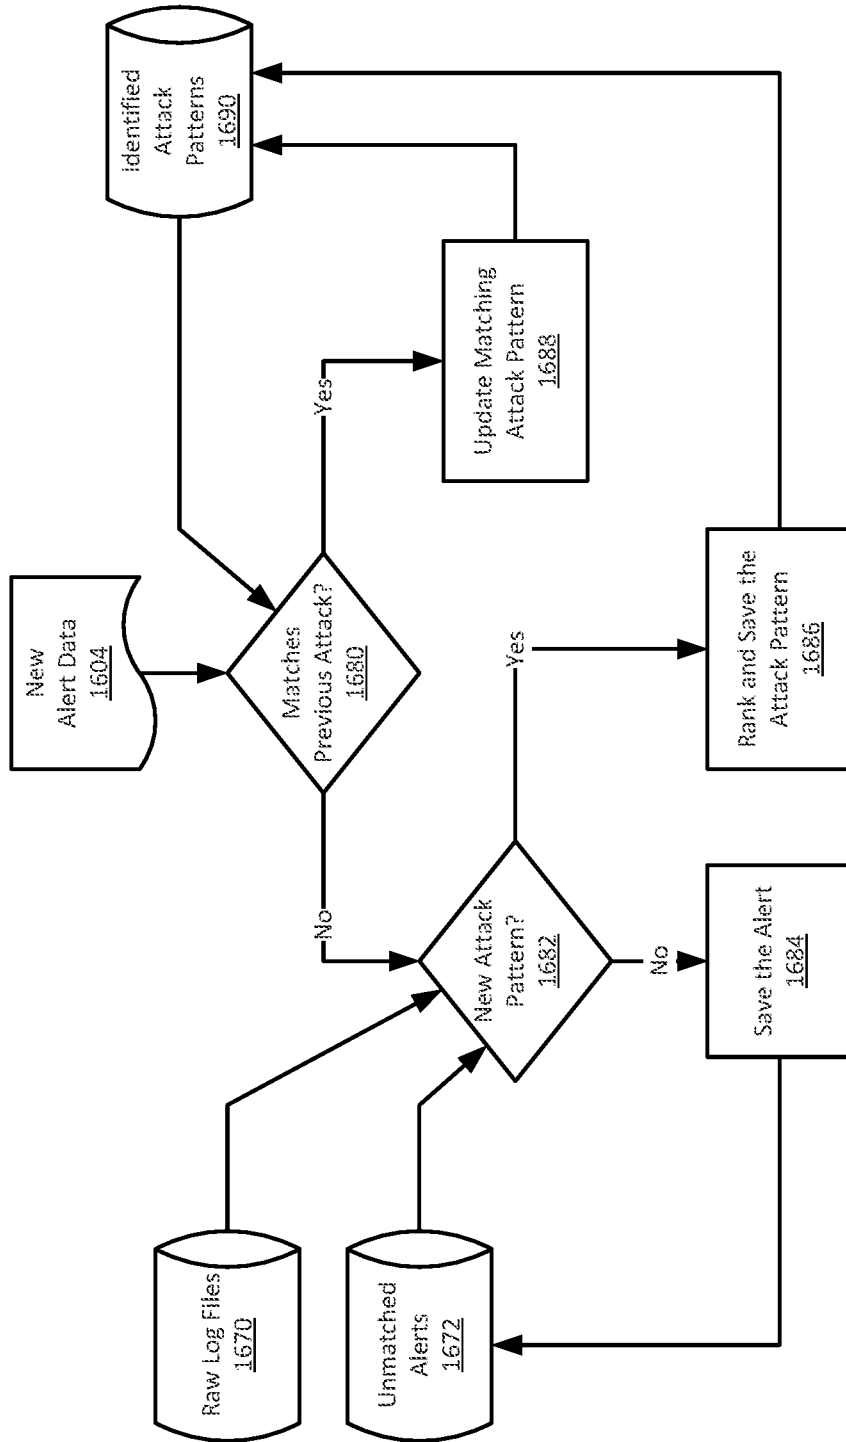 New
Alert Data
1604
Identified
Attack
Patterns
1690
Matches
Previous Attack?
1680
No
Yes
Raw Log Files
1670
Update Matching
Attack Pattern
1688
Unmatched
Alerts
1672
New Attack
Pattern?
1682
Yes
No
Save the Alert
1684
Rank and Save the
Attack Pattern
1686